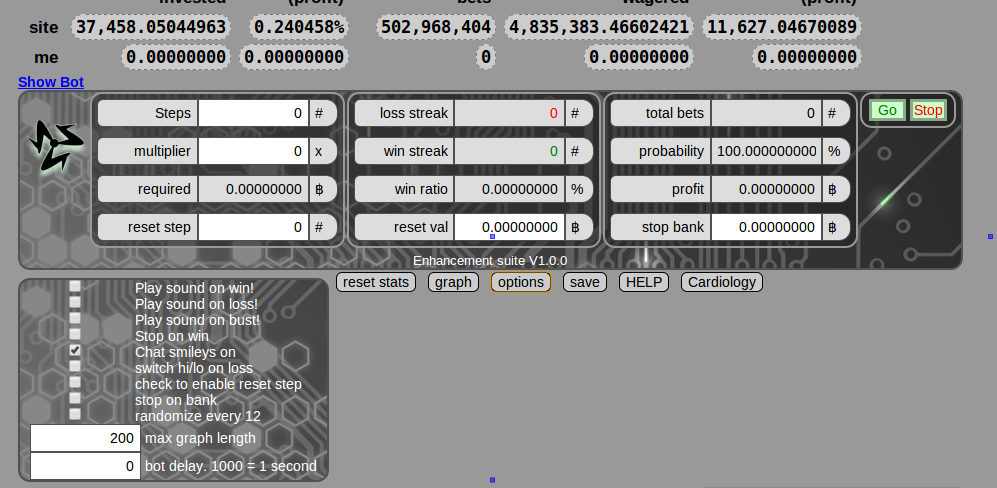 invested (profit) bets wagered (profit)
site 37,458.05044963 0.240458% 502,968,404 4,835,383.46602421 11,627.04670089
me 0.00000000 0.00000000 0 0.00000000 0.00000000
Show Bot
Steps 0 # loss streak 0 # total bets 0 # Go Stop
multiplier 0 x win streak 0 # probability 100.000000000 %
required 0.00000000 ฿ win ratio 0.00000000 % profit 0.00000000 ฿
reset step 0 # reset val 0.00000000 ฿ stop bank 0.00000000 ฿
Enhancement suite V1.0.0
reset stats graph options save HELP Cardiology
Play sound on win!
Play sound on loss!
Play sound on bust!
Stop on win
Chat smileys on
switch hi/lo on loss
check to enable reset step
stop on bank
randomize every 12
200 max graph length
0 bot delay. 1000 = 1 second